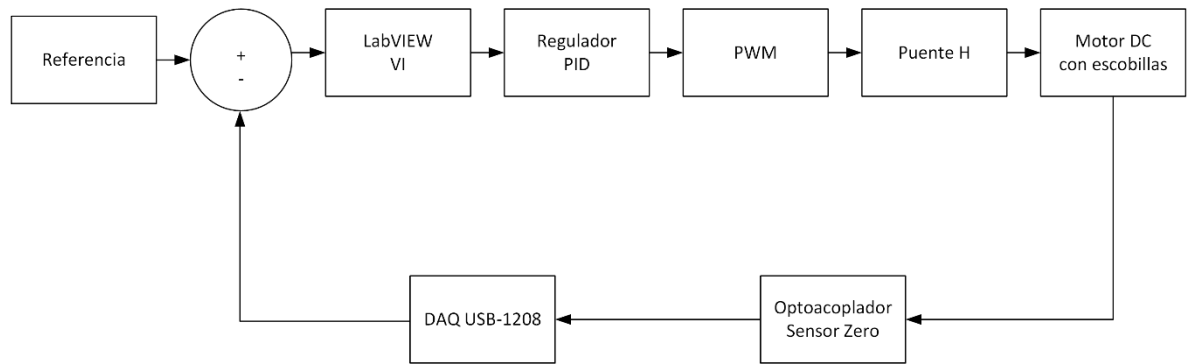 Referencia
+
-
LabVIEW
VI
Regulador
PID
PWM
Puente H
Motor DC
con escobillas
DAQ USB-1208
Optoacoplador
Sensor Zero